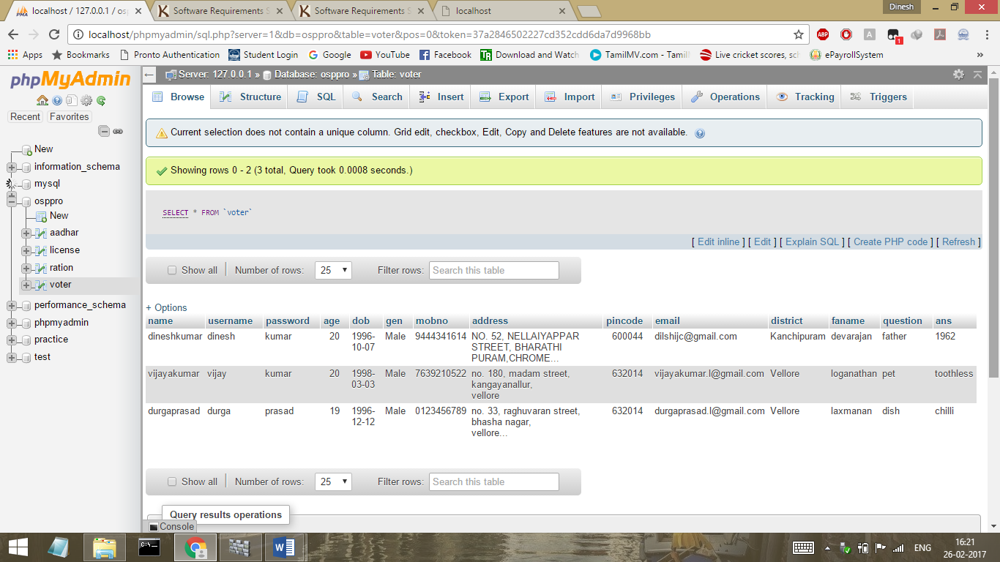 localhost / 127.0.0.1 / osp
Software Requirements S
Software Requirements S
localhost
Dinesh
localhost/phpmyadmin/sql.php?server=1&db=osppro&table=voter&pos=0&token=37a2846502227cd352cdd6da7d9968bb
Apps Bookmarks Pronto Authentication Student Login Google YouTube Facebook Download and Watch TamilMV.com - Tamil Live cricket scores, sc ePayrollSystem »
phpMyAdmin
Recent Favorites
New
information_schema
mysql
osppro
New
aadhar
license
ration
voter
performance_schema
phpmyadmin
practice
test
Server: 127.0.0.1 » Database: osppro » Table: voter
Browse Structure SQL Search Insert Export Import Privileges Operations Tracking Triggers
Current selection does not contain a unique column. Grid edit, checkbox, Edit, Copy and Delete features are not available.
Showing rows 0 - 2 (3 total, Query took 0.0008 seconds.)
SELECT * FROM `voter`
[ Edit inline ] [ Edit ] [ Explain SQL ] [ Create PHP code ] [ Refresh ]
Show all Number of rows: 25 Filter rows: Search this table
+ Options
name username password age dob gen mobno address pincode email district faname question ans
dineshkumar dinesh kumar 20 1996-10-07 Male 9444341614 NO. 52, NELLAIYAPPAR STREET, BHARATHI PURAM,CHROME... 600044 dilshijc@gmail.com Kanchipuram devarajan father 1962
vijayakumar vijay kumar 20 1998-03-03 Male 7639210522 no. 180, madam street, kangayanallur, vellore 632014 vijayakumar.l@gmail.com Vellore loganathan pet toothless
durgaprasad durga prasad 19 1996-12-12 Male 0123456789 no. 33, raghuvaran street, bhasha nagar, vellore... 632014 durgaprasad.l@gmail.com Vellore laxmanan dish chilli
Show all Number of rows: 25 Filter rows: Search this table
Query results operations
Console
ENG
16:21
26-02-2017